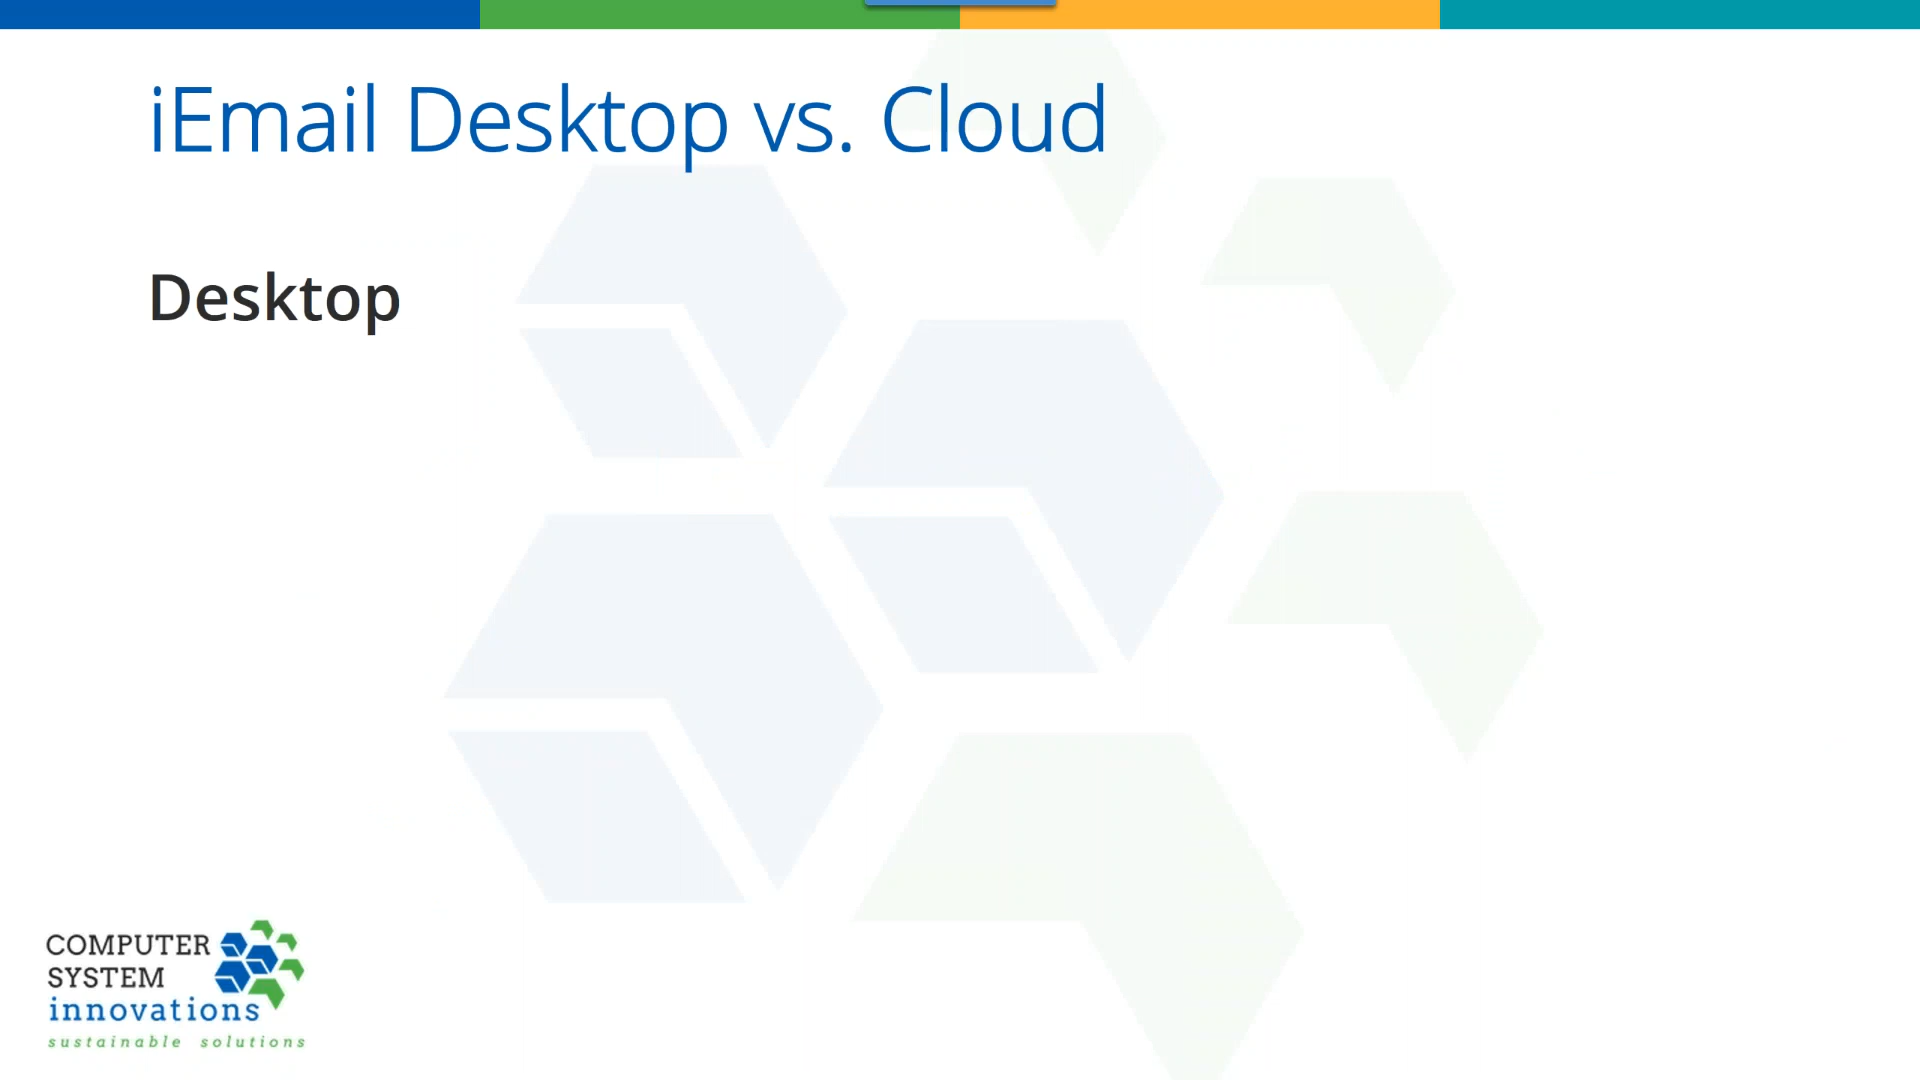 iEmail Desktop vs. Cloud
Desktop
COMPUTER
SYSTEM
innovations
sustainable solutions